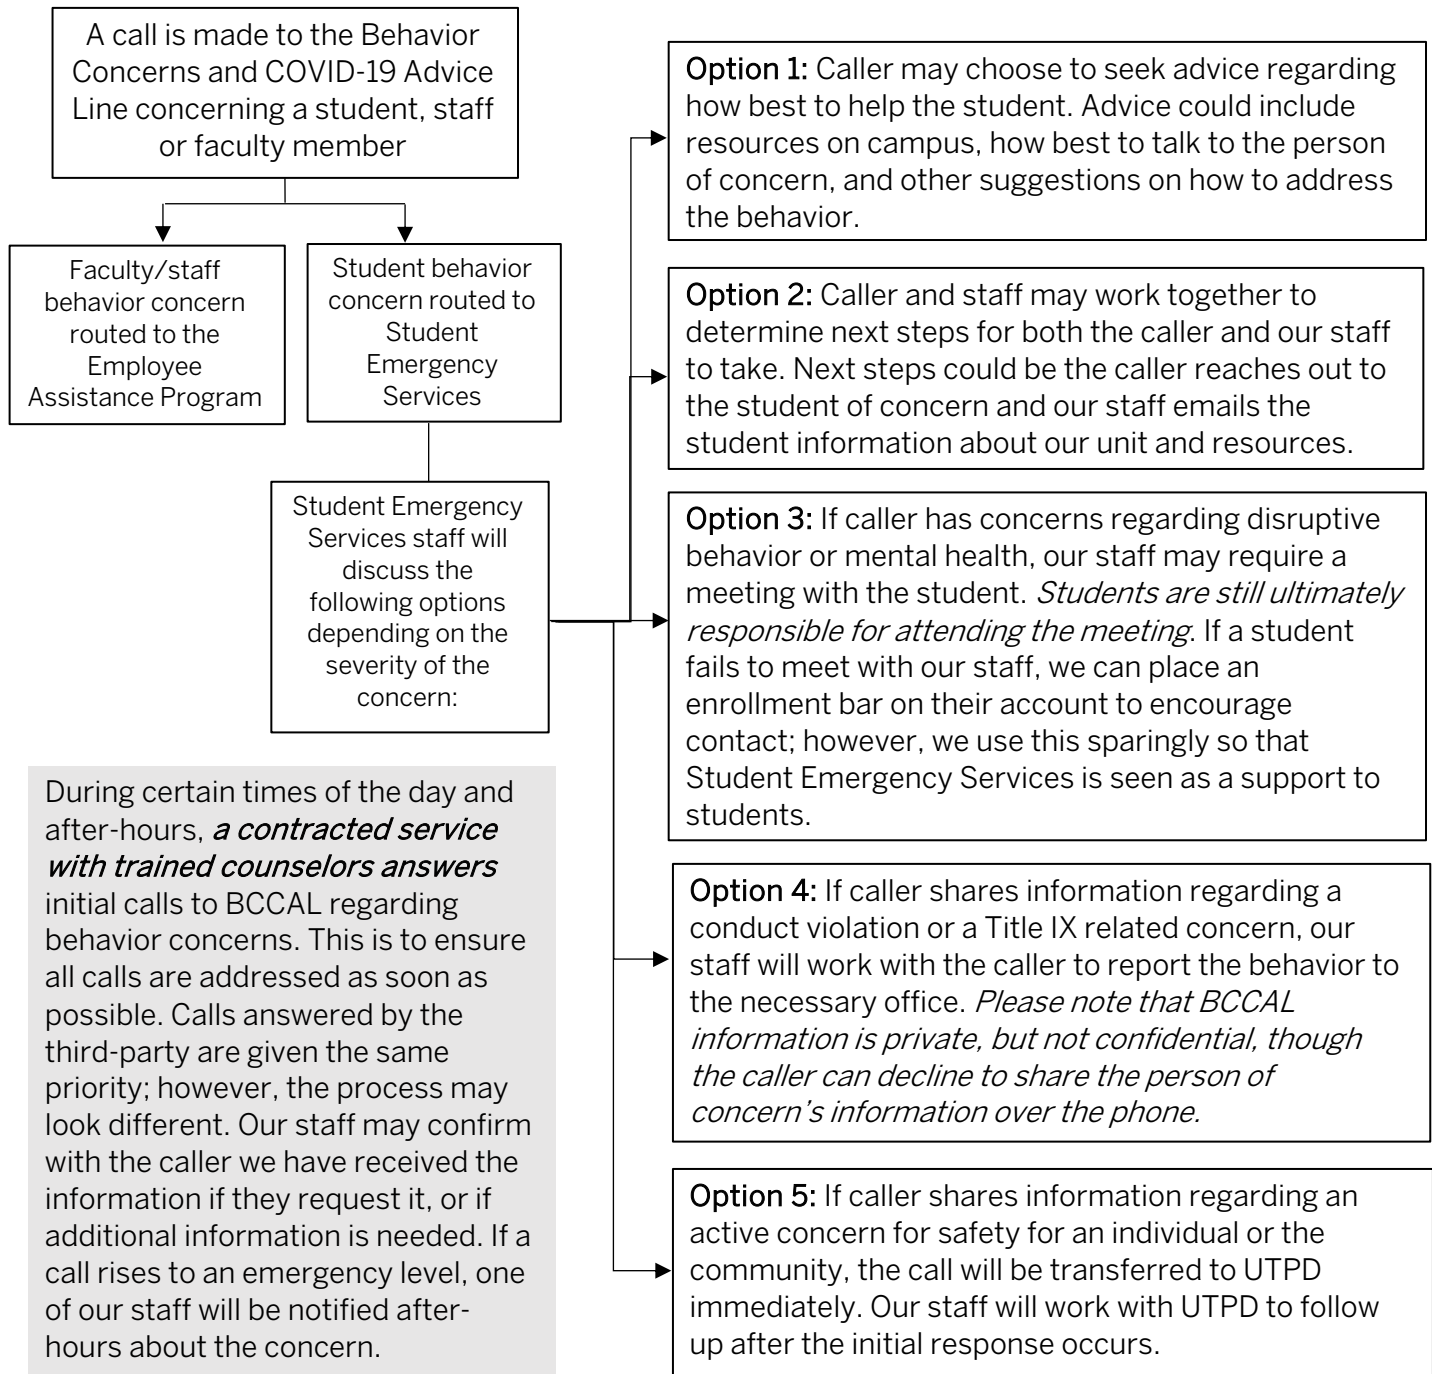 A call is made to the Behavior
Concerns and COVID-19 Advice
Line concerning a student, staff
or faculty member
Faculty/staff
behavior concern
routed to the
Employee
Assistance Program
Student behavior
concern routed to
Student
Emergency
Services
Student Emergency
Services staff will
discuss the
following options
depending on the
severity of the
concern:
During certain times of the day and
after-hours, a contracted service
with trained counselors answers
initial calls to BCCAL regarding
behavior concerns. This is to ensure
all calls are addressed as soon as
possible. Calls answered by the
third-party are given the same
priority; however, the process may
look different. Our staff may confirm
with the caller we have received the
information if they request it, or if
additional information is needed. If a
call rises to an emergency level, one
of our staff will be notified after-
hours about the concern.
Option 1: Caller may choose to seek advice regarding
how best to help the student. Advice could include
resources on campus, how best to talk to the person
of concern, and other suggestions on how to address
the behavior.
Option 2: Caller and staff may work together to
determine next steps for both the caller and our staff
to take. Next steps could be the caller reaches out to
the student of concern and our staff emails the
student information about our unit and resources.
Option 3: If caller has concerns regarding disruptive
behavior or mental health, our staff may require a
meeting with the student. Students are still ultimately
responsible for attending the meeting. If a student
fails to meet with our staff, we can place an
enrollment bar on their account to encourage
contact; however, we use this sparingly so that
Student Emergency Services is seen as a support to
students.
Option 4: If caller shares information regarding a
conduct violation or a Title IX related concern, our
staff will work with the caller to report the behavior to
the necessary office. Please note that BCCAL
information is private, but not confidential, though
the caller can decline to share the person of
concern's information over the phone.
Option 5: If caller shares information regarding an
active concern for safety for an individual or the
community, the call will be transferred to UTPD
immediately. Our staff will work with UTPD to follow
up after the initial response occurs.